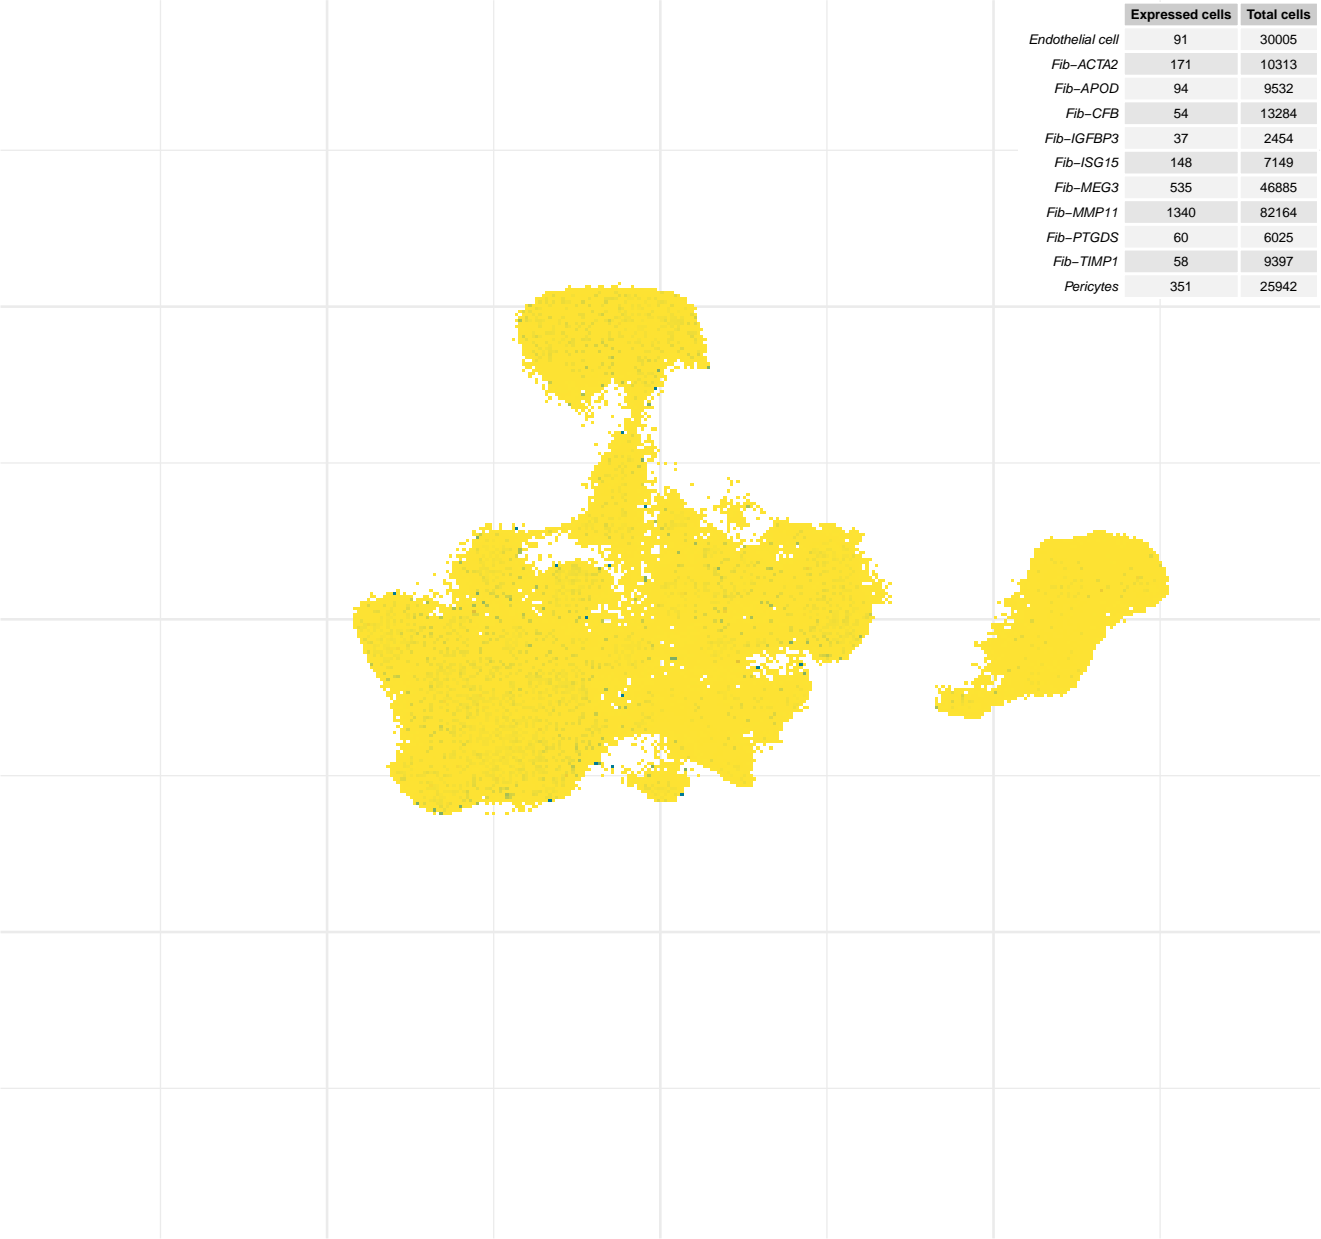 Expressed cells Total cells
Endothelial cell 91 30005
Fib−ACTA2 171 10313
Fib−APOD 94 9532
Fib−CFB 54 13284
Fib−IGFBP3 37 2454
Fib−ISG15 148 7149
Fib−MEG3 535 46885
Fib−MMP11 1340 82164
Fib−PTGDS 60 6025
Fib−TIMP1 58 9397
Pericytes 351 25942